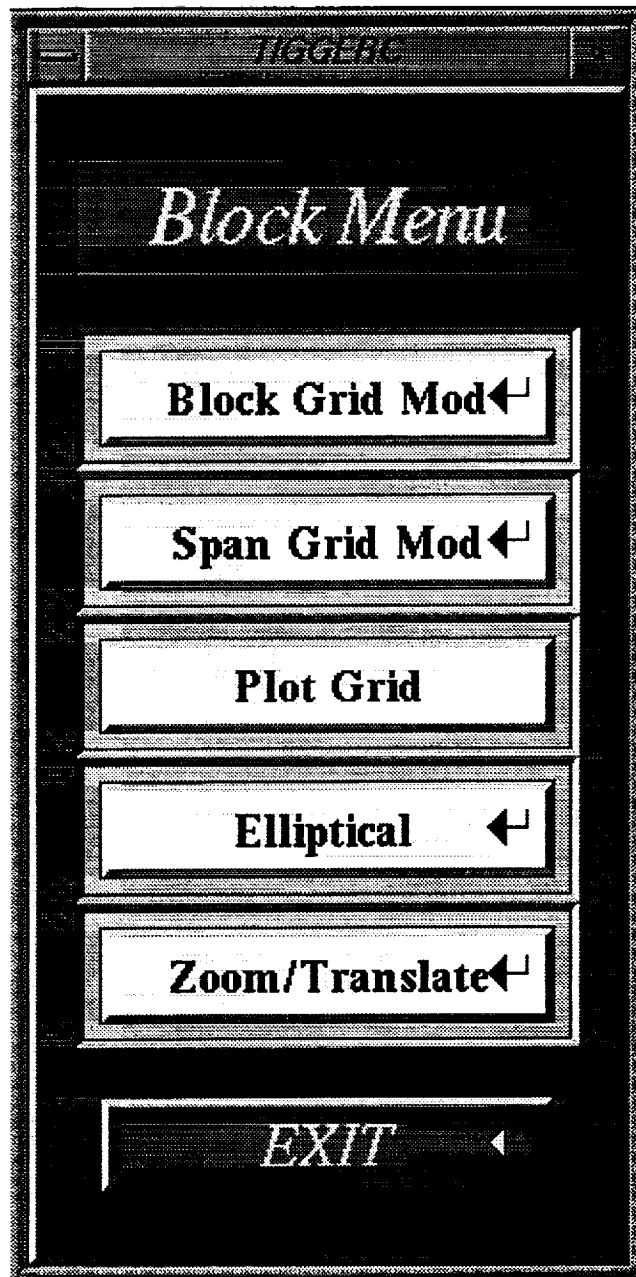 TIGGERC
Block Menu
Block Grid Mod
Span Grid Mod
Plot Grid
Elliptical
Zoom/Translate
EXIT